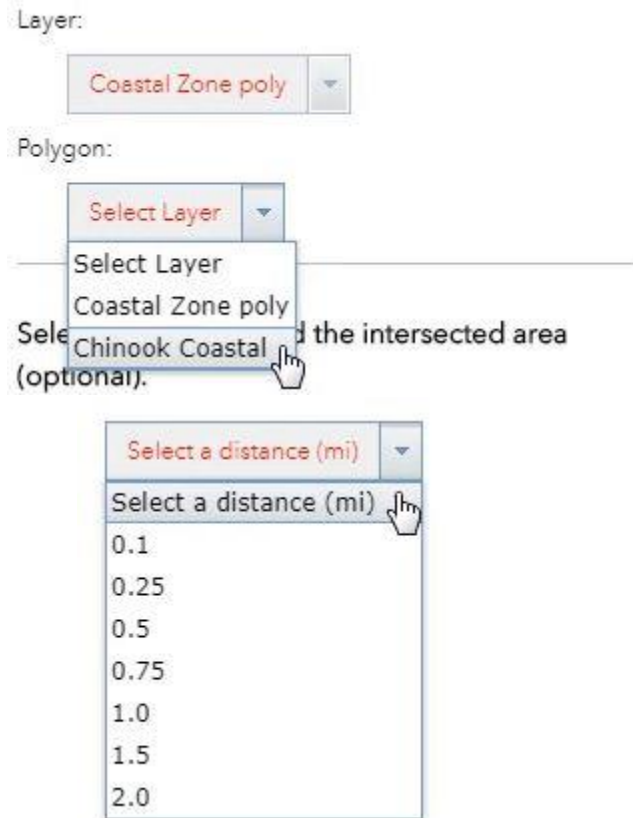 Layer:
Coastal Zone poly
Polygon:
Select Layer
Select Layer
Coastal Zone poly
Chinook Coastal
Sele d the intersected area
(optional).
Select a distance (mi)
Select a distance (mi)
0.1
0.25
0.5
0.75
1.0
1.5
2.0